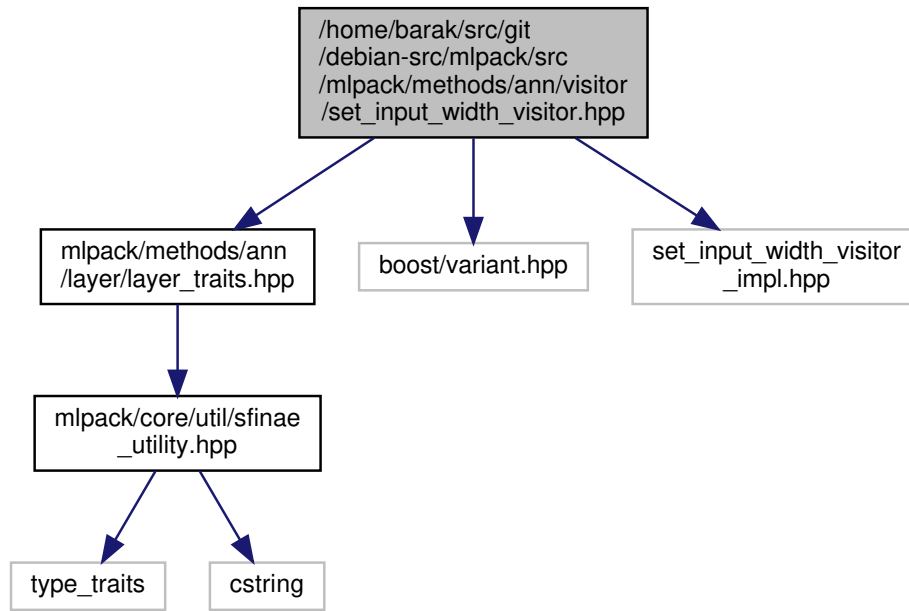 /home/barak/src/git
/debian-src/mlpack/src
/mlpack/methods/ann/visitor
/set_input_width_visitor.hpp
mlpack/methods/ann
/layer/layer_traits.hpp
boost/variant.hpp
set_input_width_visitor
_impl.hpp
mlpack/core/util/sfinae
_utility.hpp
type_traits
cstring